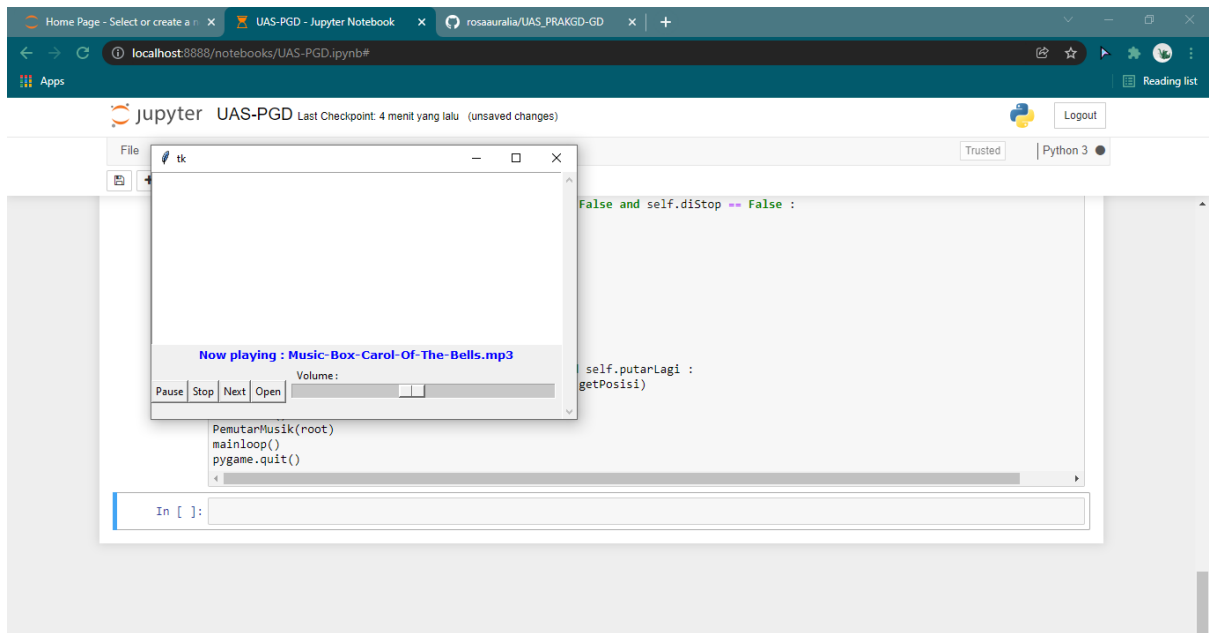 Home Page - Select or create a n
UAS-PGD - Jupyter Notebook
rosaauralia/UAS_PRAKGD-GD
localhost:8888/notebooks/UAS-PGD.ipynb#
Apps
Reading list
jupyter UAS-PGD Last Checkpoint: 4 menit yang lalu (unsaved changes)
Logout
File
Trusted
Python 3
tk
False and self.diStop == False :
Now playing : Music-Box-Carol-Of-The-Bells.mp3
Volume :
Pause Stop Next Open
self.putarLagi :
getPosisi)
PemutarMusik(root)
mainloop()
pygame.quit()
In [ ]: